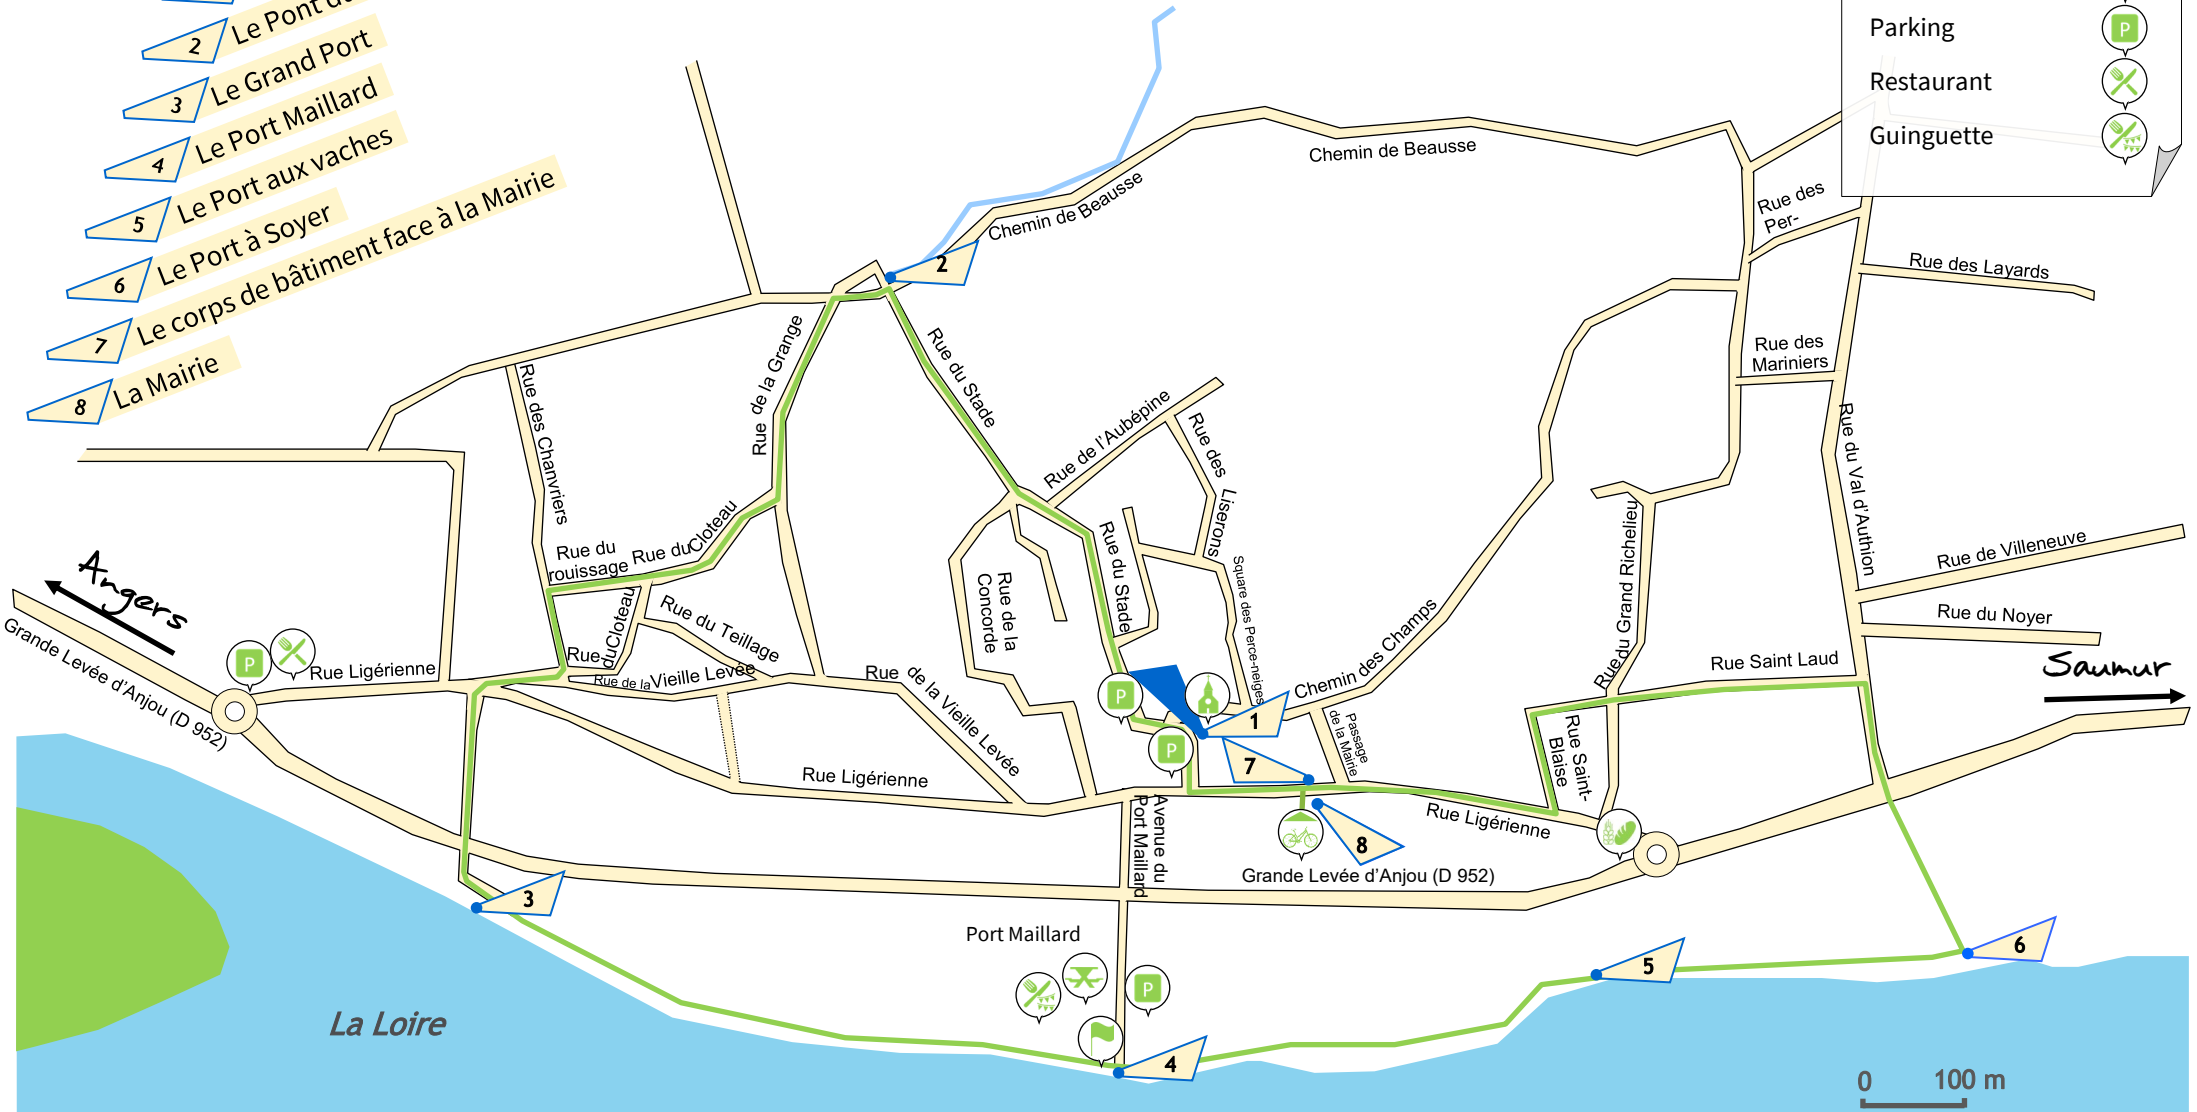 2 Le Pont du
3 Le Grand Port
4 Le Port Maillard
5 Le Port aux vaches
6 Le Port à Soyer
7 Le corps de bâtiment face à la Mairie
8 La Mairie
Parking
P
Restaurant
Guinguette
Chemin de Beausse
Chemin de Beausse
2
Rue des
Per-
Rue des Layards
Rue des
Mariniers
Rue de la Grange
Rue du Stade
Rue des Chanvriers
Rue de l'Aubépine
Rue des
Liserons
Rue du Val d'Authion
Rue du
rouissage
Rue du
Cloteau
Rue du Stade
Rue de la
Concorde
Square des Perce-neiges
Rue du Grand Richelieu
Rue de Villeneuve
Rue du Noyer
Rue Saint Laud
Angers
Saumur
Grande Levée d'Anjou (D 952)
P
Rue Ligérienne
Rue
du Cloteau
Rue du Teillage
Rue de la Vieille Levée
Rue de la Vieille Levée
Chemin des Champs
P
1
P
7
Passage
de la Mairie
Rue Saint-
Blaise
Rue Ligérienne
Avenue du
Port Maillard
Rue Ligérienne
8
Grande Levée d'Anjou (D 952)
3
Port Maillard
P
5
6
4
La Loire
0 100 m